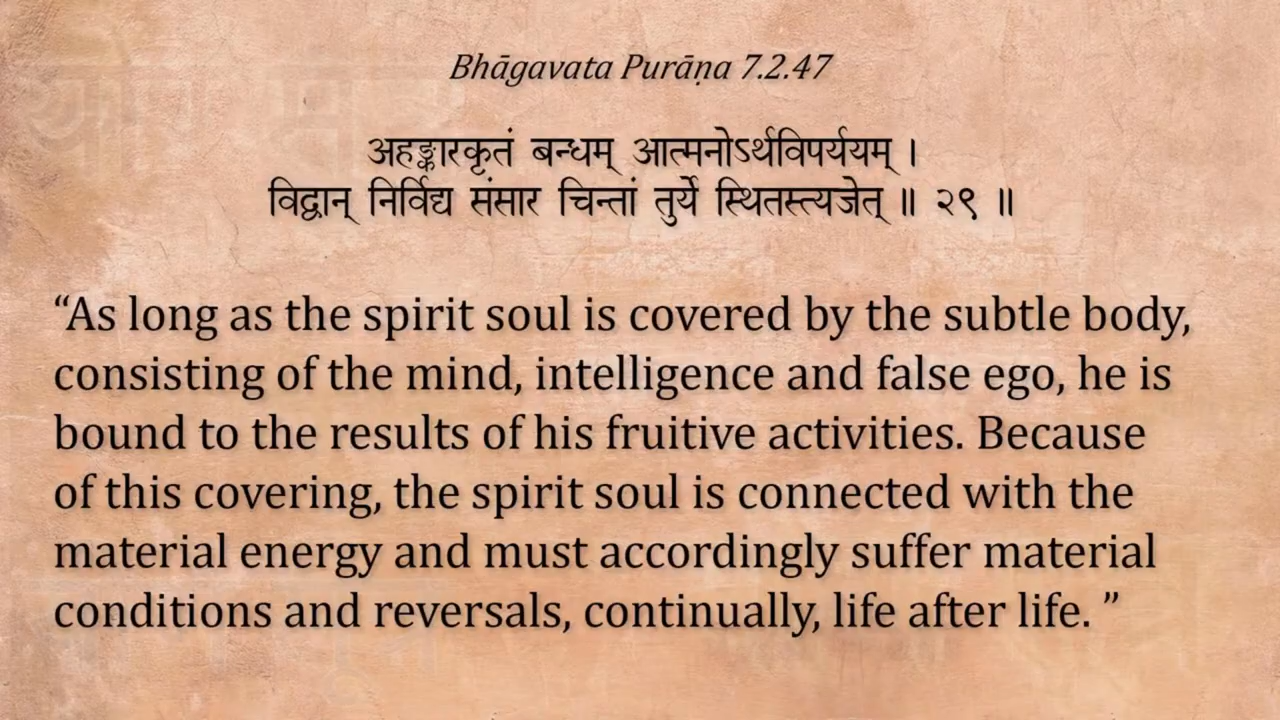 Bhāgavata Purāṇa 7.2.47
अहङ्कारकृतं बन्धम् आत्मनोऽर्थविपर्ययम् ।
विद्वान् निर्विद्य संसार चिन्तां तुर्ये स्थितस्त्यजेत् ॥ २९ ॥
“As long as the spirit soul is covered by the subtle body,
consisting of the mind, intelligence and false ego, he is
bound to the results of his fruitive activities. Because
of this covering, the spirit soul is connected with the
material energy and must accordingly suffer material
conditions and reversals, continually, life after life. ”